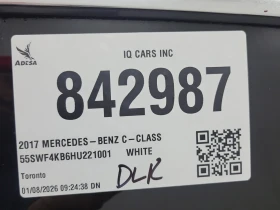 ADESA
IQ CARS INC
842987
2017 MERCEDES-BENZ C-CLASS
55SWF4KB6HU221001 WHITE
Toronto
01/08/2026 09:24:38 DN
DLR